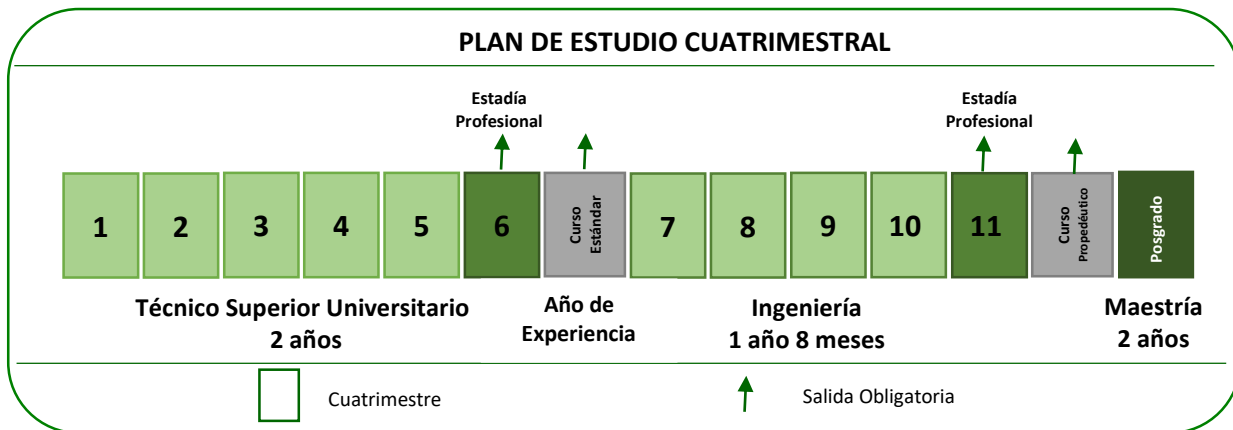 PLAN DE ESTUDIO CUATRIMESTRAL
Estadía
Profesional
Estadía
Profesional
1
2
3
4
5
6
Curso
Estándar
7
8
9
10
11
Curso
Propedéutico
Posgrado
Técnico Superior Universitario
2 años
Año de
Experiencia
Ingeniería
1 año 8 meses
Maestría
2 años
Cuatrimestre
Salida Obligatoria